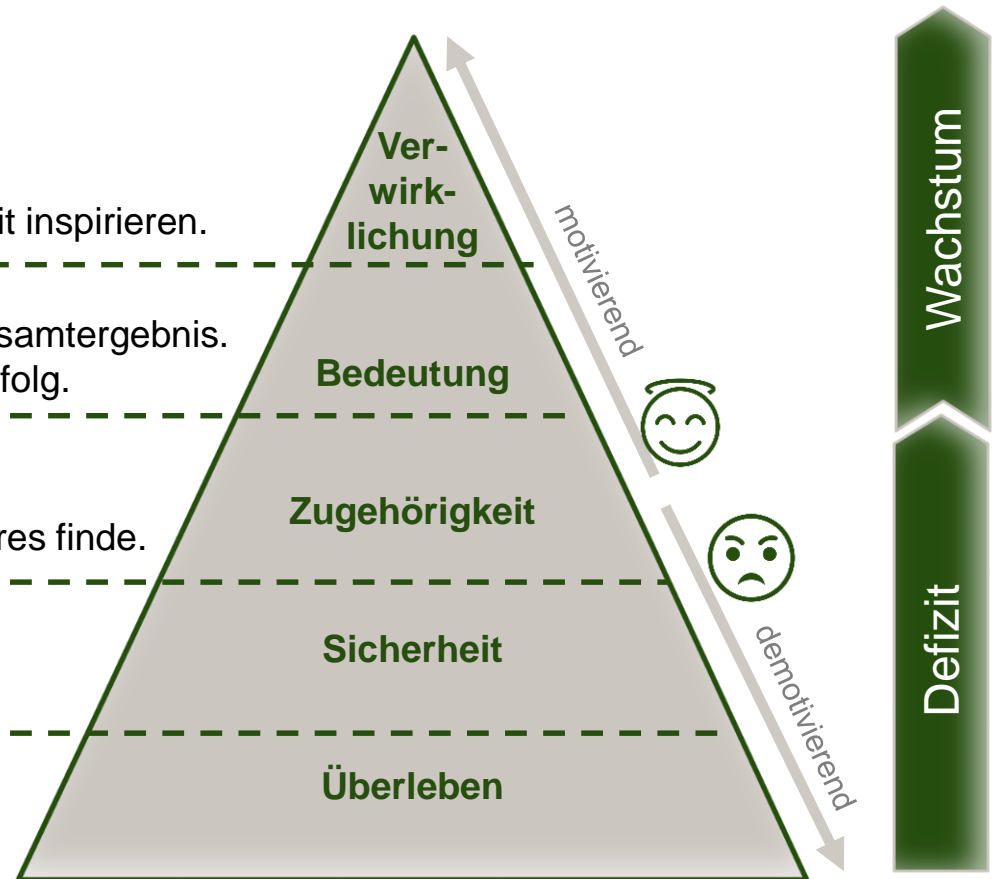 Ver-
wirk-
lichung
it inspirieren.
samtergebnis.
folg.
Bedeutung
res finde.
Zugehörigkeit
Sicherheit
Überleben
motivierend
demotivierend
Wachstum
Defizit